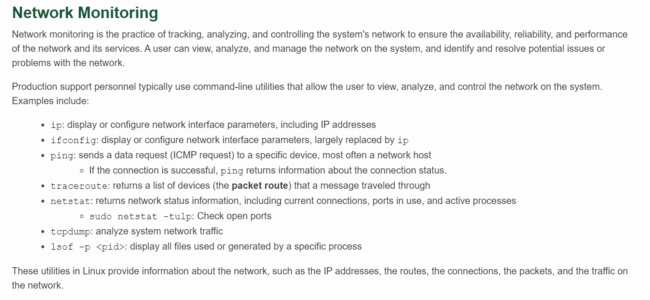 Network Monitoring
Network monitoring is the practice of tracking, analyzing, and controlling the system's network to ensure the availability, reliability, and performance
of the network and its services. A user can view, analyze, and manage the network on the system, and identify and resolve potential issues or
problems with the network.
Production support personnel typically use command-line utilities that allow the user to view, analyze, and control the network on the system.
Examples include:
• ip: display or configure network interface parameters, including IP addresses
• ifconfig: display or configure network interface parameters, largely replaced by ip
• ping: sends a data request (ICMP request) to a specific device, most often a network host
◦ If the connection is successful, ping returns information about the connection status.
• traceroute: returns a list of devices (the packet route) that a message traveled through
• netstat: returns network status information, including current connections, ports in use, and active processes
◦ sudo netstat -tulp: Check open ports
• tcpdump: analyze system network traffic
• lsof -p <pid>: display all files used or generated by a specific process
These utilities in Linux provide information about the network, such as the IP addresses, the routes, the connections, the packets, and the traffic on
the network.